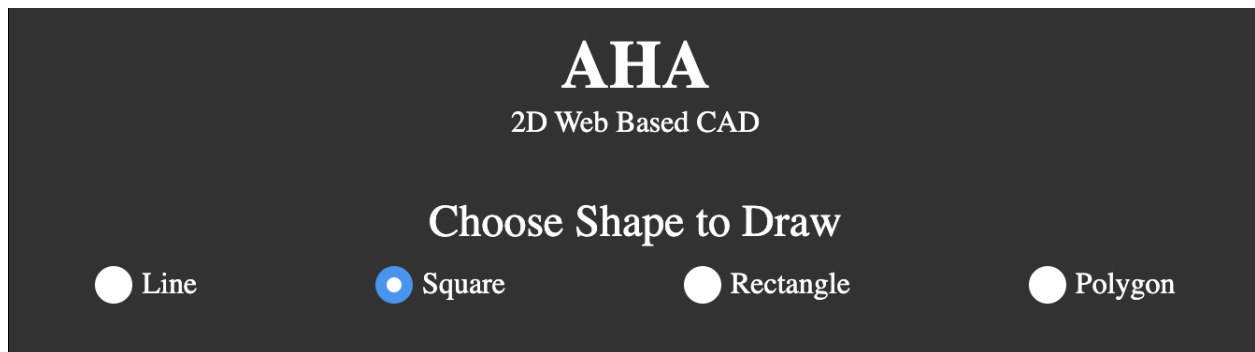 AHA
2D Web Based CAD
Choose Shape to Draw
Line Square Rectangle Polygon